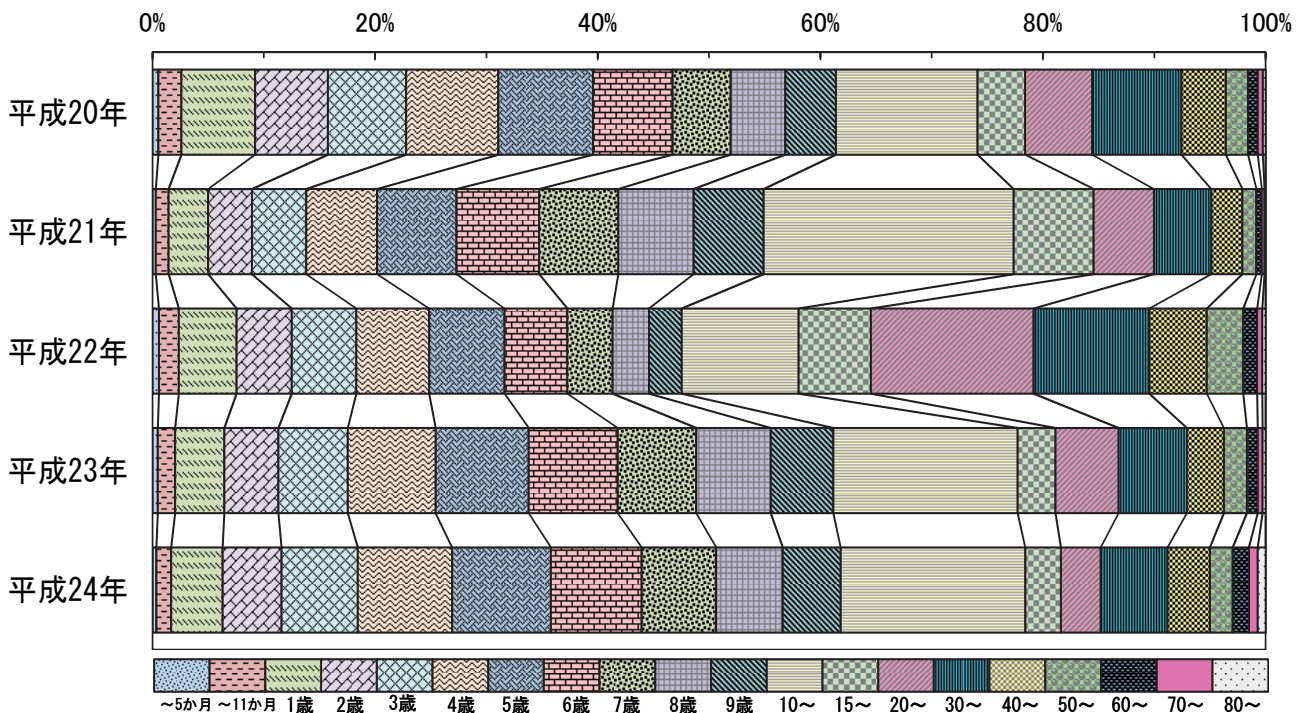 0% 20% 40% 60% 80% 100%
平成20年
平成21年
平成22年
平成23年
平成24年
～5か月 ～11か月 1歳 2歳 3歳 4歳 5歳 6歳 7歳 8歳 9歳 10～ 15～ 20～ 30～ 40～ 50～ 60～ 70～ 80～